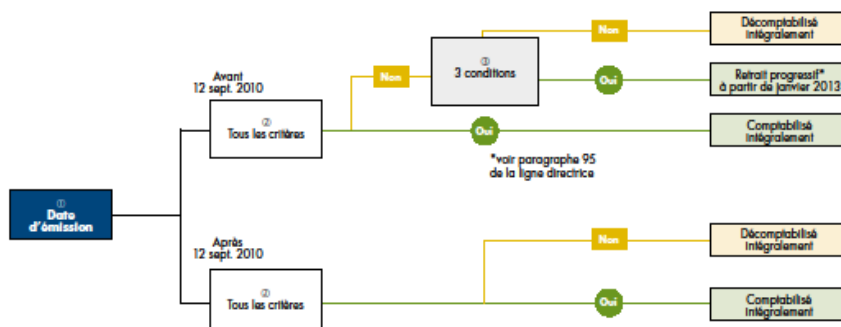 ①
Date
d'émission
Avant
12 sept. 2010
②
Tous les critères
Non
③
3 conditions
Non
Décomptabilisé
intégralement
Oui
Retrait progressif*
à partir de janvier 2013
Oui
Comptabilisé
intégralement
*voir paragraphe 95
de la ligne directrice
Après
12 sept. 2010
②
Tous les critères
Non
Décomptabilisé
intégralement
Oui
Comptabilisé
intégralement